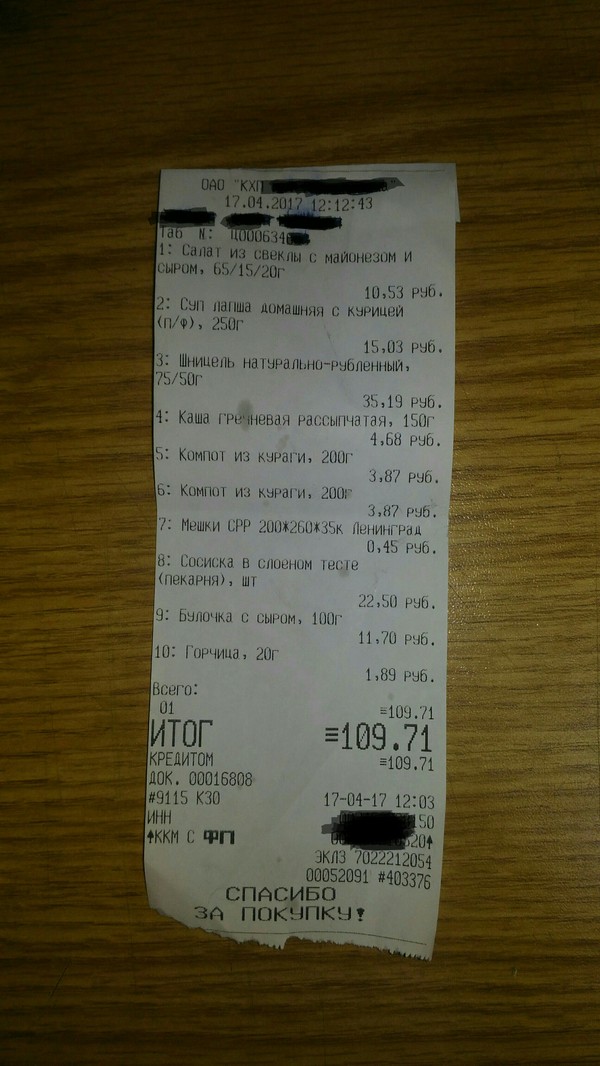 ОАО "КХП
17.04.2017 12:12:43
Таб N: Ц000634
1: Салат из свеклы с майонезом и
сыром, 65/15/20г
10,53 руб.
2: Суп лапша домашняя с курицей
(п/ф), 250г
15,03 руб.
3: Шницель натурально-рубленный,
75/50г
35,19 руб.
4: Каша гречневая рассыпчатая, 150г
4,68 руб.
5: Компот из кураги, 200г
3,87 руб.
6: Компот из кураги, 200г
3,87 руб.
7: Мешки СРР 200*260*35к Ленинград
0,45 руб.
8: Сосиска в слоеном тесте
(пекарня), шт
22,50 руб.
9: Булочка с сыром, 100г
11,70 руб.
10: Горчица, 20г
1,89 руб.
Всего:
01 ≡109.71
ИТОГ ≡109.71
КРЕДИТОМ ≡109.71
ДОК. 00016808
#9115 К30 17-04-17 12:03
ИНН 150
ККМ С ФП 520
ЭКЛЗ 7022212054
00052091 #403376
СПАСИБО
ЗА ПОКУПКУ!